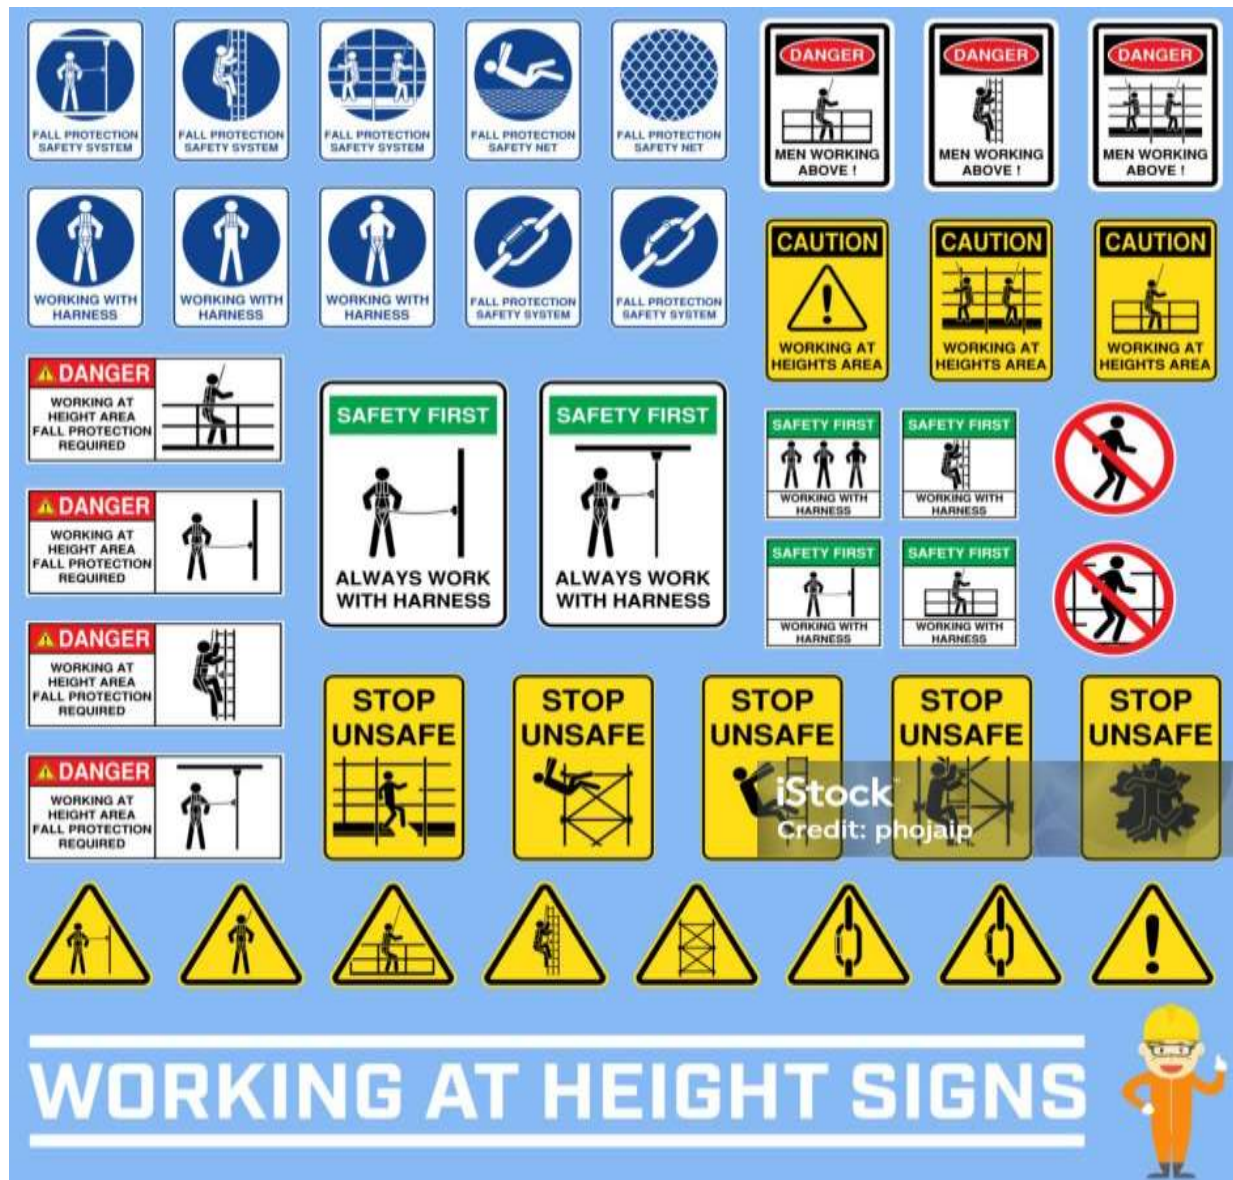 FALL PROTECTION
SAFETY SYSTEM
FALL PROTECTION
SAFETY SYSTEM
FALL PROTECTION
SAFETY SYSTEM
FALL PROTECTION
SAFETY NET
FALL PROTECTION
SAFETY NET
DANGER
MEN WORKING
ABOVE !
DANGER
MEN WORKING
ABOVE !
DANGER
MEN WORKING
ABOVE !
WORKING WITH
HARNESS
WORKING WITH
HARNESS
WORKING WITH
HARNESS
FALL PROTECTION
SAFETY SYSTEM
FALL PROTECTION
SAFETY SYSTEM
CAUTION
!
WORKING AT
HEIGHTS AREA
CAUTION
WORKING AT
HEIGHTS AREA
CAUTION
WORKING AT
HEIGHTS AREA
DANGER
WORKING AT
HEIGHT AREA
FALL PROTECTION
REQUIRED
DANGER
WORKING AT
HEIGHT AREA
FALL PROTECTION
REQUIRED
DANGER
WORKING AT
HEIGHT AREA
FALL PROTECTION
REQUIRED
DANGER
WORKING AT
HEIGHT AREA
FALL PROTECTION
REQUIRED
SAFETY FIRST
ALWAYS WORK
WITH HARNESS
SAFETY FIRST
ALWAYS WORK
WITH HARNESS
SAFETY FIRST
WORKING WITH
HARNESS
SAFETY FIRST
WORKING WITH
HARNESS
SAFETY FIRST
WORKING WITH
HARNESS
SAFETY FIRST
WORKING WITH
HARNESS
STOP
UNSAFE
STOP
UNSAFE
STOP
UNSAFE
STOP
UNSAFE
STOP
UNSAFE
iStock
Credit: phojaip
!
WORKING AT HEIGHT SIGNS